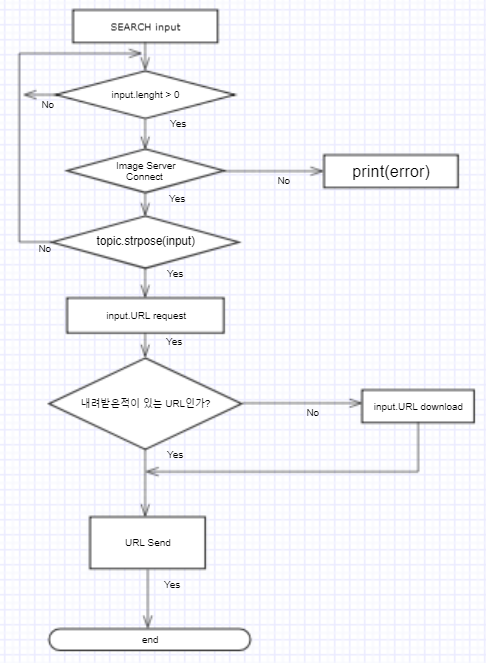 SEARCH input
input.lenght > 0
No
Yes
Image Server
Connect
No
print(error)
Yes
topic.strpose(input)
No
Yes
input.URL request
Yes
내려받은적이 있는 URL인가?
No
input.URL download
Yes
URL Send
Yes
end